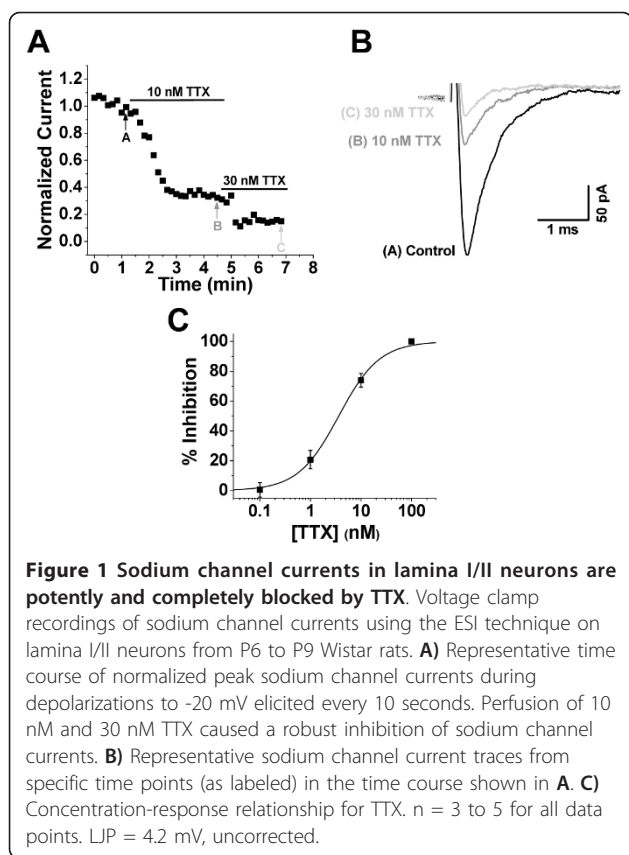 A
B
1.2
1.0
0.8
0.6
0.4
0.2
0.0
Normalized Current
10 nM TTX
30 nM TTX
A
B
C
0 1 2 3 4 5 6 7 8
Time (min)
(C) 30 nM TTX
(B) 10 nM TTX
(A) Control
1 ms
50 pA
C
100
80
60
40
20
0
% Inhibition
0.1 1 10 100
[TTX] (nM)
Figure 1 Sodium channel currents in lamina I/II neurons are
potently and completely blocked by TTX. Voltage clamp
recordings of sodium channel currents using the ESI technique on
lamina I/II neurons from P6 to P9 Wistar rats. A) Representative time
course of normalized peak sodium channel currents during
depolarizations to -20 mV elicited every 10 seconds. Perfusion of 10
nM and 30 nM TTX caused a robust inhibition of sodium channel
currents. B) Representative sodium channel current traces from
specific time points (as labeled) in the time course shown in A. C)
Concentration-response relationship for TTX. n = 3 to 5 for all data
points. LJP = 4.2 mV, uncorrected.